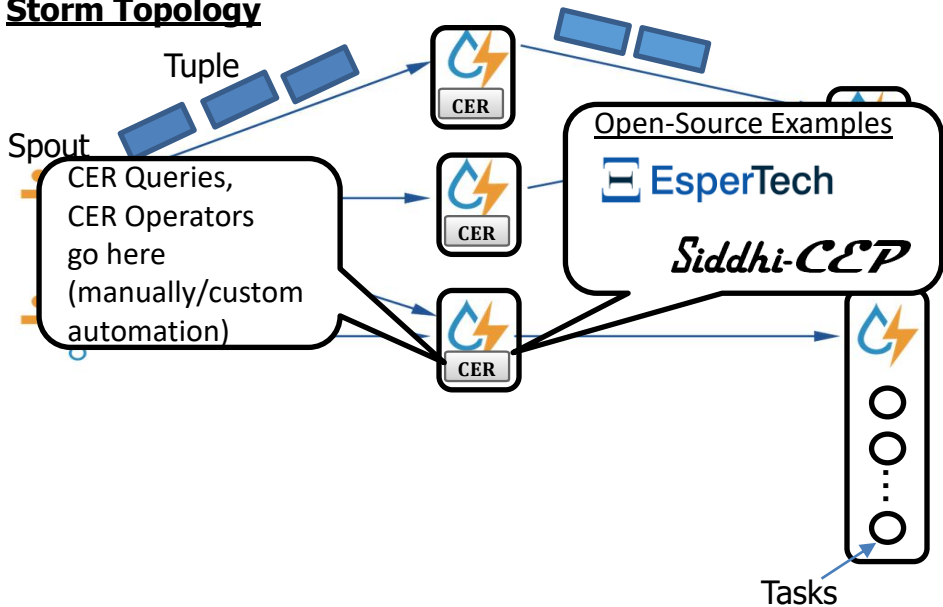 Storm Topology
Tuple
CER
Spout
Open-Source Examples
EsperTech
Siddhi-CEP
CER Queries,
CER Operators
go here
(manually/custom
automation)
CER
CER
Tasks